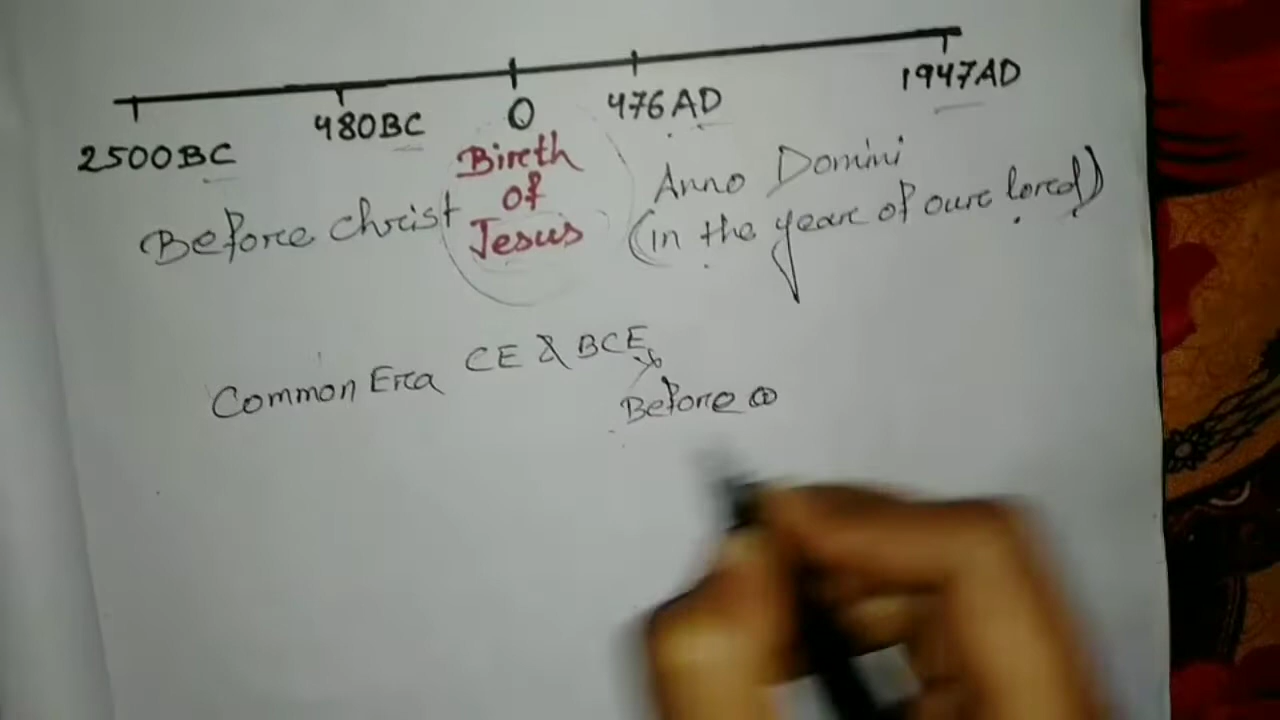 2500BC 480BC 0 476AD 1947AD
Birth
of
Jesus
Before Christ
Anno Domini
(in the year of our lord)
Common Era CE & BCE
Before co